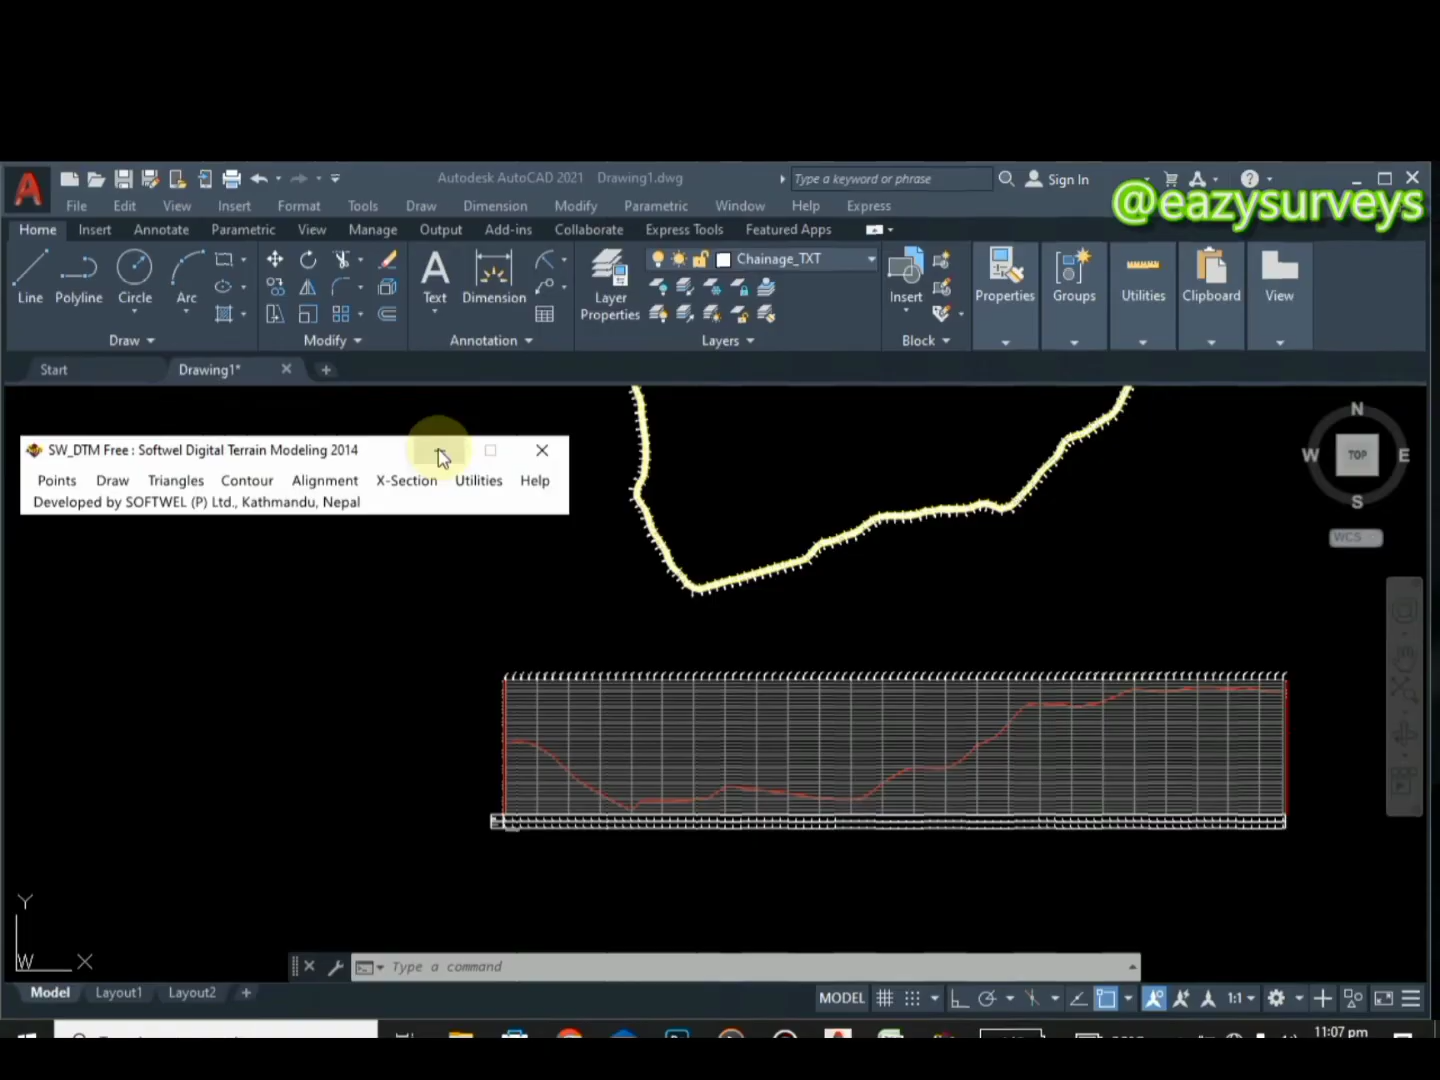 Autodesk AutoCAD 2021 Drawing1.dwg
Type a keyword or phrase
Sign In
@eazysurveys
File Edit View Insert Format Tools Draw Dimension Modify Parametric Window Help Express
Home Insert Annotate Parametric View Manage Output Add-ins Collaborate Express Tools Featured Apps
Chainage_TXT
Line Polyline Circle Arc
Text Dimension
Layer
Properties
Insert
Properties Groups Utilities Clipboard View
Draw Modify Annotation Layers Block
Start Drawing1*
SW_DTM Free : Softwel Digital Terrain Modeling 2014
Points Draw Triangles Contour Alignment X-Section Utilities Help
Developed by SOFTWEL (P) Ltd., Kathmandu, Nepal
N
W TOP E
S
WCS
Y
W X
Type a command
Model Layout1 Layout2
MODEL 1:1
11:07 pm